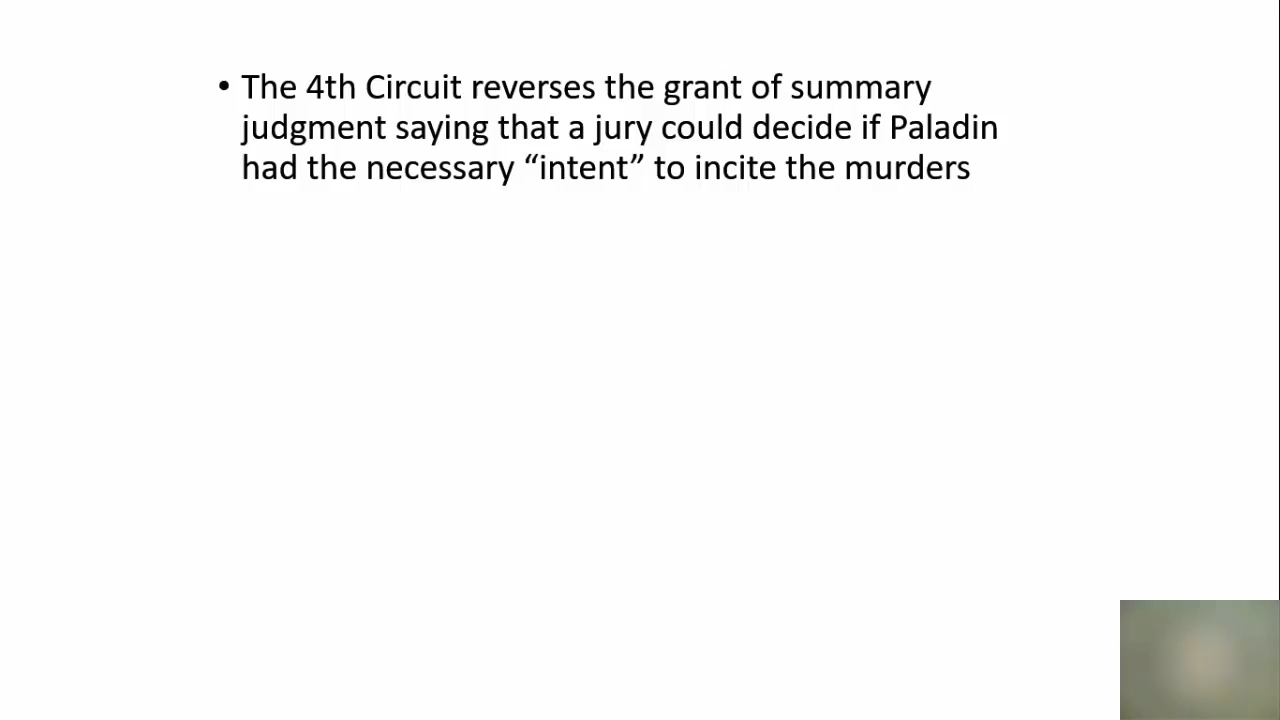 • The 4th Circuit reverses the grant of summary
judgment saying that a jury could decide if Paladin
had the necessary “intent” to incite the murders